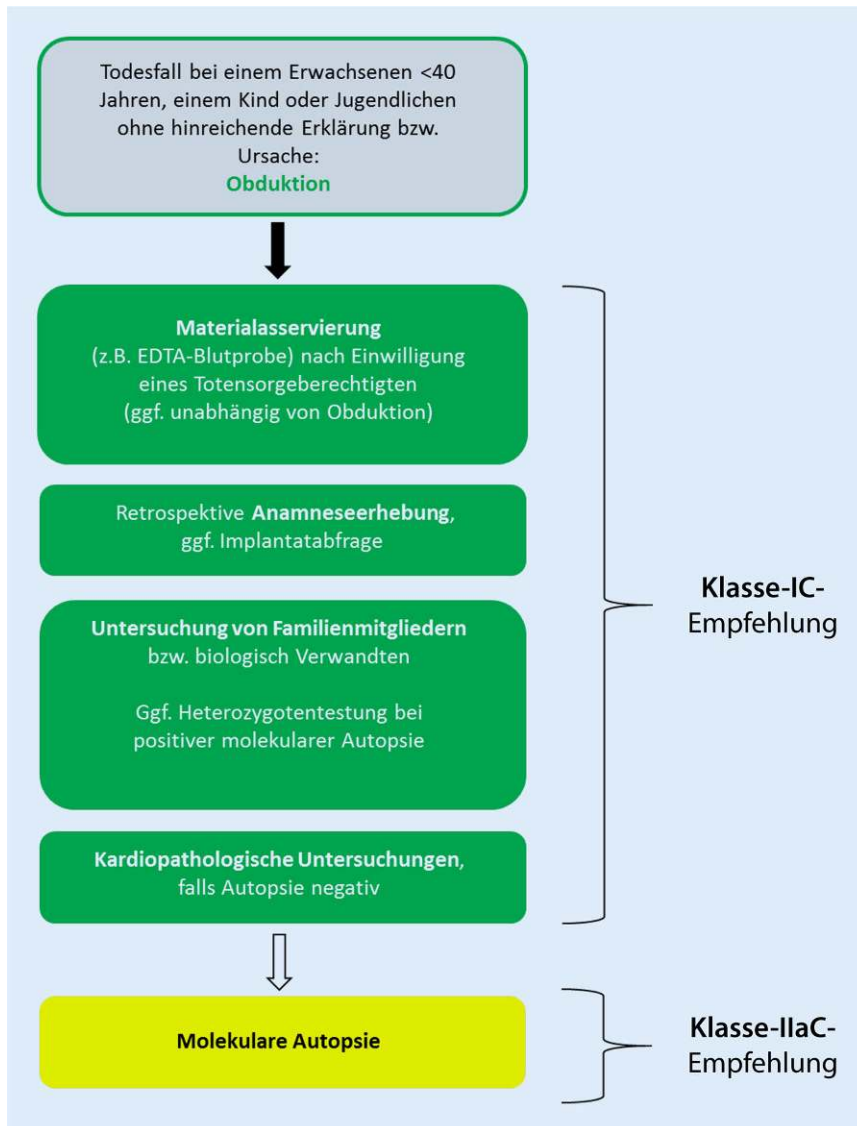 Todesfall bei einem Erwachsenen <40
Jahren, einem Kind oder Jugendlichen
ohne hinreichende Erklärung bzw.
Ursache:
Obduktion
Materialasservierung
(z.B. EDTA-Blutprobe) nach Einwilligung
eines Totensorgeberechtigten
(ggf. unabhängig von Obduktion)
Retrospektive Anamneseerhebung,
ggf. Implantatabfrage
Untersuchung von Familienmitgliedern
bzw. biologisch Verwandten
Ggf. Heterozygotentestung bei
positiver molekularer Autopsie
Kardiopathologische Untersuchungen,
falls Autopsie negativ
Klasse-IC-
Empfehlung
Molekulare Autopsie
Klasse-IIaC-
Empfehlung